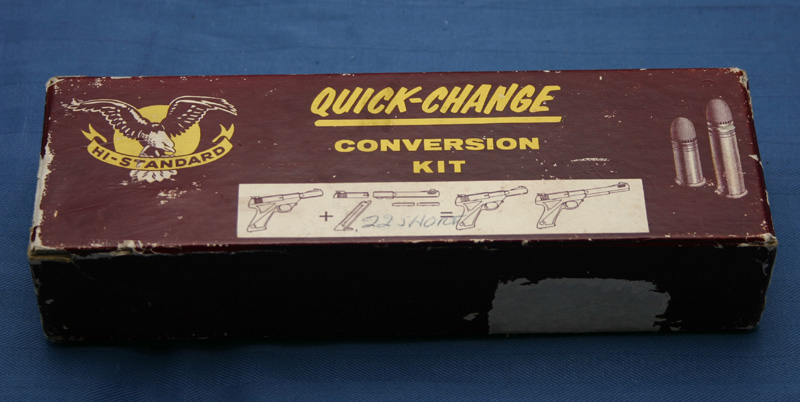 QUICK-CHANGE
HI-STANDARD
CONVERSION
KIT
+ =
.22 SHORT